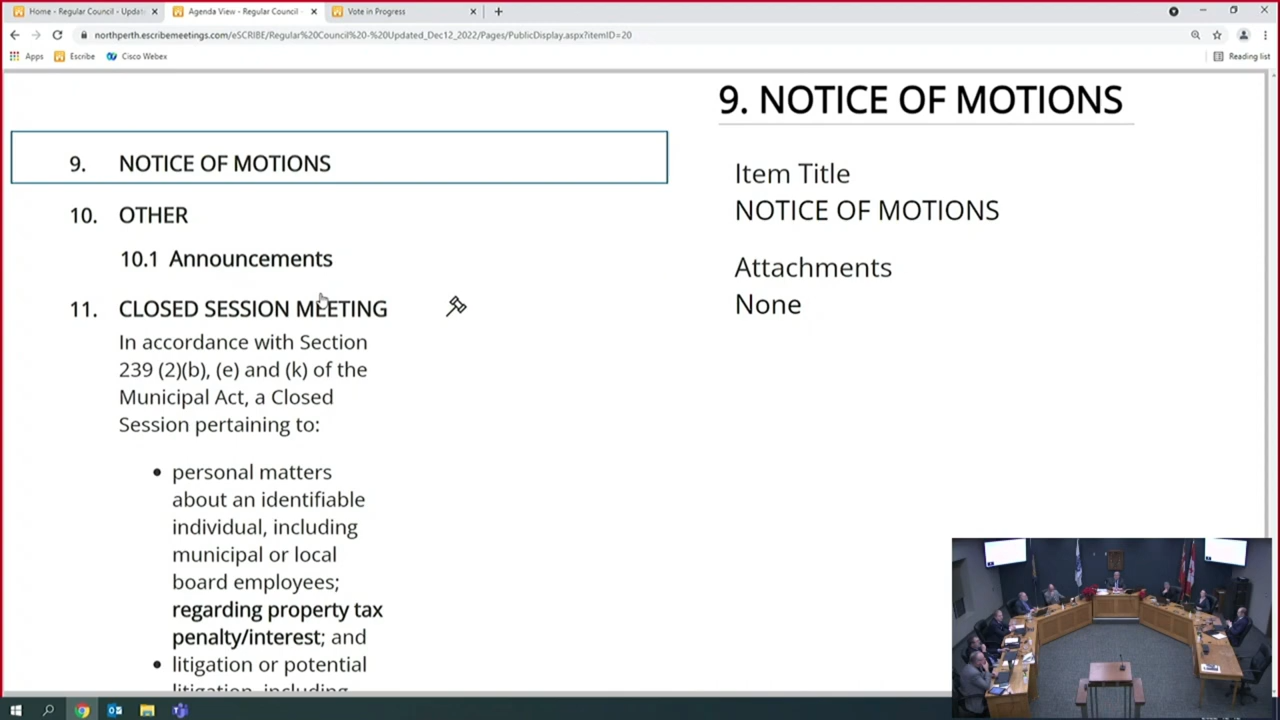 Home - Regular Council - Updat
Agenda View - Regular Council -
Vote in Progress
northperth.escribemeetings.com/eSCRIBE/Regular%20Council%20-%20Updated_Dec12_2022/Pages/PublicDisplay.aspx?itemID=20
Apps
Escribe
Cisco Webex
Reading list
9. NOTICE OF MOTIONS
10. OTHER
10.1 Announcements
11. CLOSED SESSION MEETING
In accordance with Section
239 (2)(b), (e) and (k) of the
Municipal Act, a Closed
Session pertaining to:
• personal matters
about an identifiable
individual, including
municipal or local
board employees;
regarding property tax
penalty/interest; and
• litigation or potential
litigation, including
9. NOTICE OF MOTIONS
Item Title
NOTICE OF MOTIONS
Attachments
None